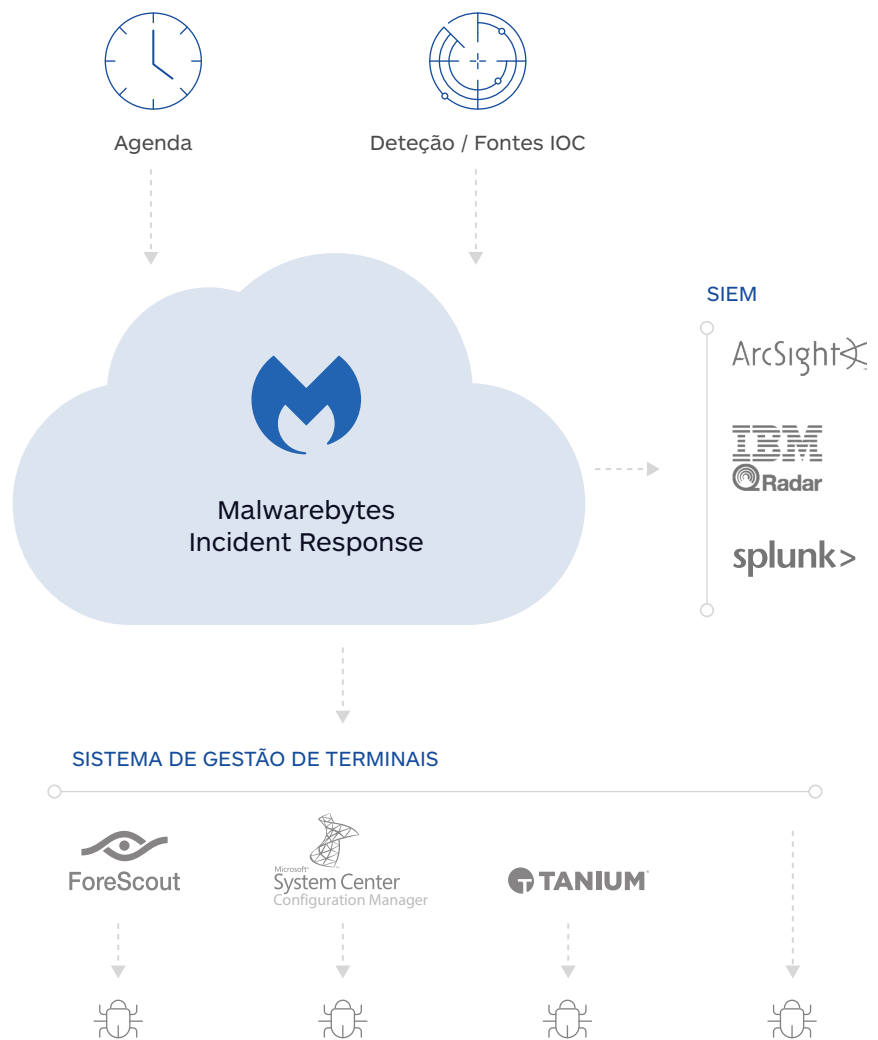 Agenda
Deteção / Fontes IOC
SIEM
ArcSight
IBM
QRadar
Malwarebytes
Incident Response
splunk>
SISTEMA DE GESTÃO DE TERMINAIS
ForeScout
Microsoft®
System Center
Configuration Manager
TANIUM